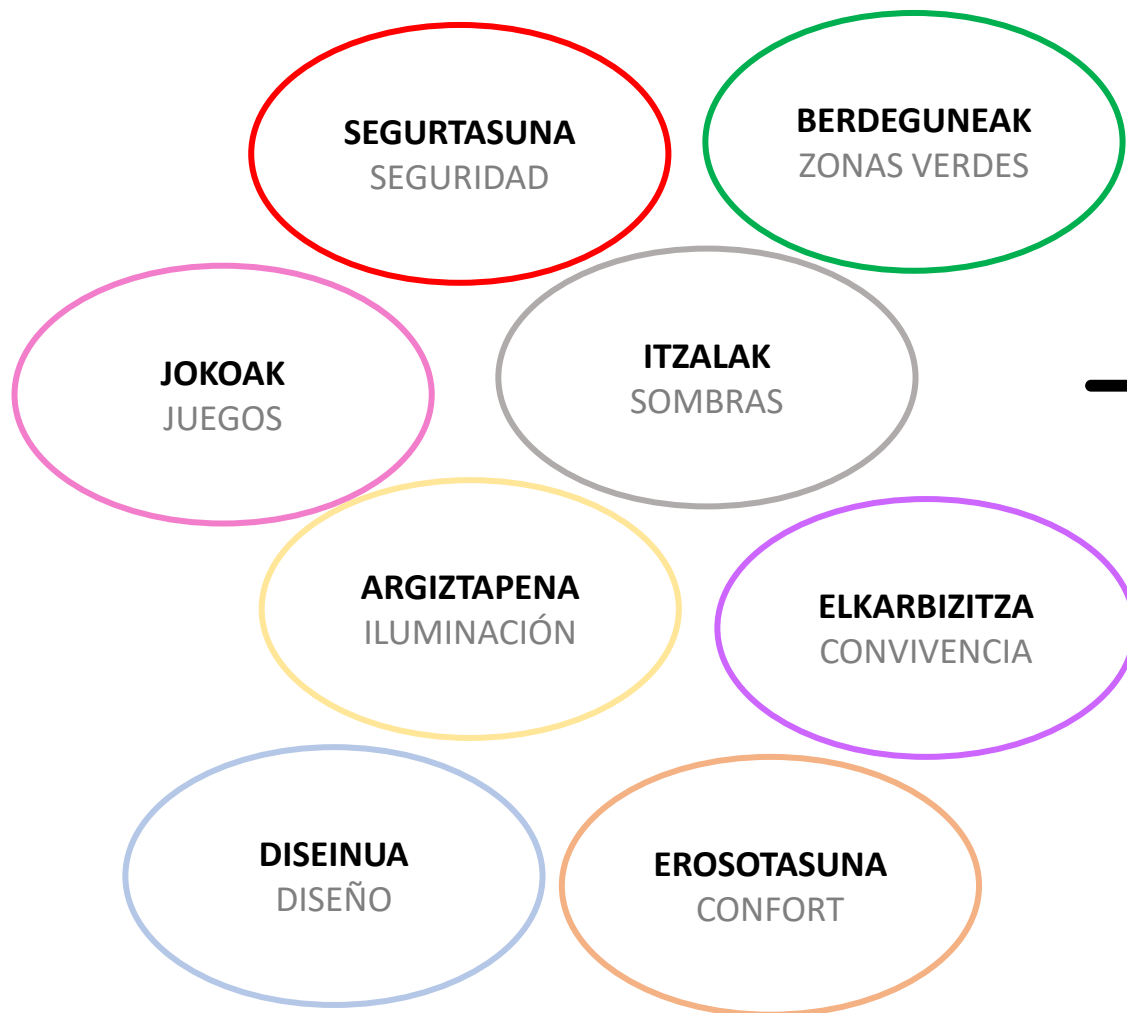 SEGURTASUNA
SEGURIDAD
BERDEGUNEAK
ZONAS VERDES
JOKOAK
JUEGOS
ITZALAK
SOMBRAS
ARGIZTAPENA
ILUMINACIÓN
ELKARBIZITZA
CONVIVENCIA
DISEINUA
DISEÑO
EROSOTASUNA
CONFORT